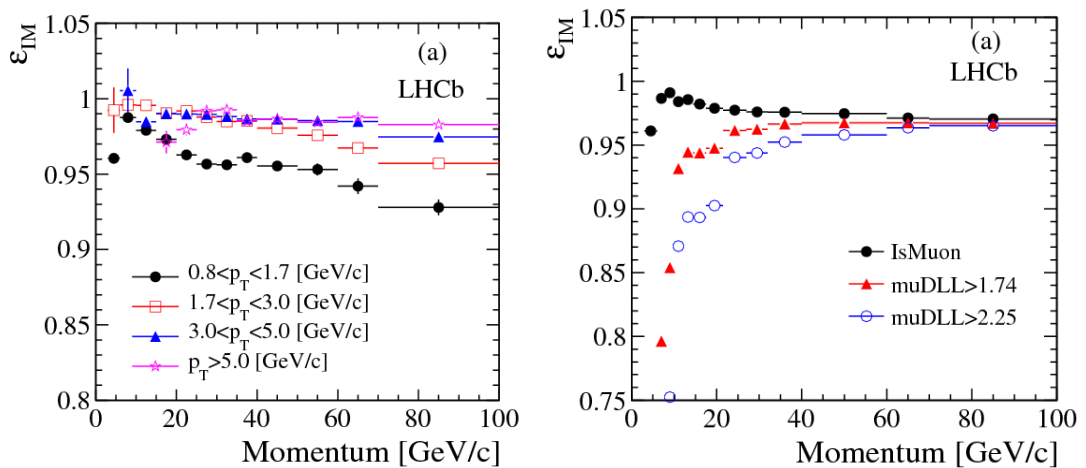 ε_IM
1.05
1
0.95
0.9
0.85
0.8
(a)
LHCb
0.8<p_T<1.7 [GeV/c]
1.7<p_T<3.0 [GeV/c]
3.0<p_T<5.0 [GeV/c]
p_T>5.0 [GeV/c]
0 20 40 60 80 100
Momentum [GeV/c]
ε_IM
1.05
1
0.95
0.9
0.85
0.8
0.75
(a)
LHCb
IsMuon
muDLL>1.74
muDLL>2.25
0 20 40 60 80 100
Momentum [GeV/c]